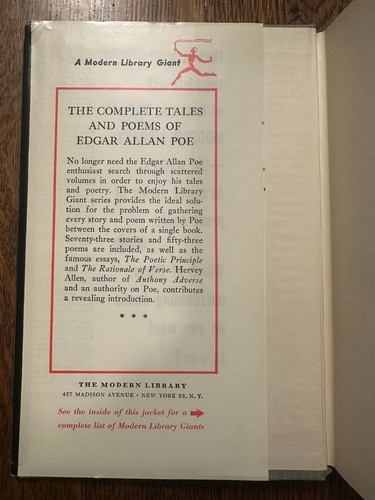 A Modern Library Giant
THE COMPLETE TALES
AND POEMS OF
EDGAR ALLAN POE
No longer need the Edgar Allan Poe
enthusiast search through scattered
volumes in order to enjoy his tales
and poetry. The Modern Library
Giant series provides the ideal solu-
tion for the problem of gathering
every story and poem written by Poe
between the covers of a single book.
Seventy-three stories and fifty-three
poems are included, as well as the
famous essays, The Poetic Principle
and The Rationale of Verse. Hervey
Allen, author of Anthony Adverse
and an authority on Poe, contributes
a revealing introduction.
* * *
THE MODERN LIBRARY
457 MADISON AVENUE • NEW YORK 22, N.Y.
See the inside of this jacket for a
complete list of Modern Library Giants